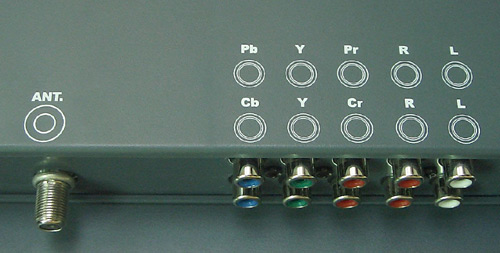 Pb Y Pr R L
ANT.
Cb Y Cr R L